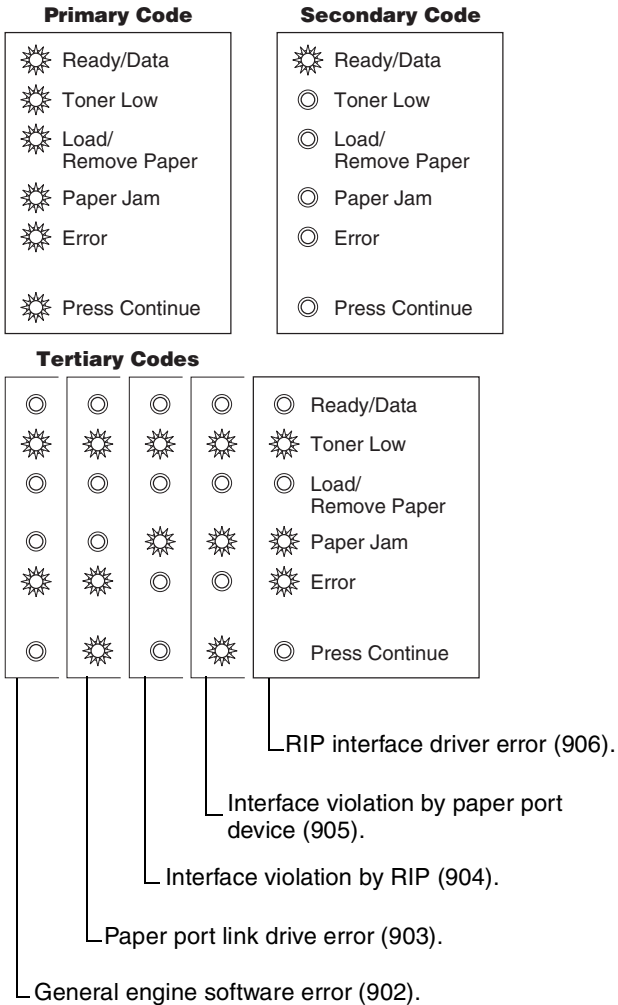 Primary Code
Secondary Code
Ready/Data
Toner Low
Load/
Remove Paper
Paper Jam
Error
Press Continue
Ready/Data
Toner Low
Load/
Remove Paper
Paper Jam
Error
Press Continue
Tertiary Codes
Ready/Data
Toner Low
Load/
Remove Paper
Paper Jam
Error
Press Continue
RIP interface driver error (906).
Interface violation by paper port
device (905).
Interface violation by RIP (904).
Paper port link drive error (903).
General engine software error (902).